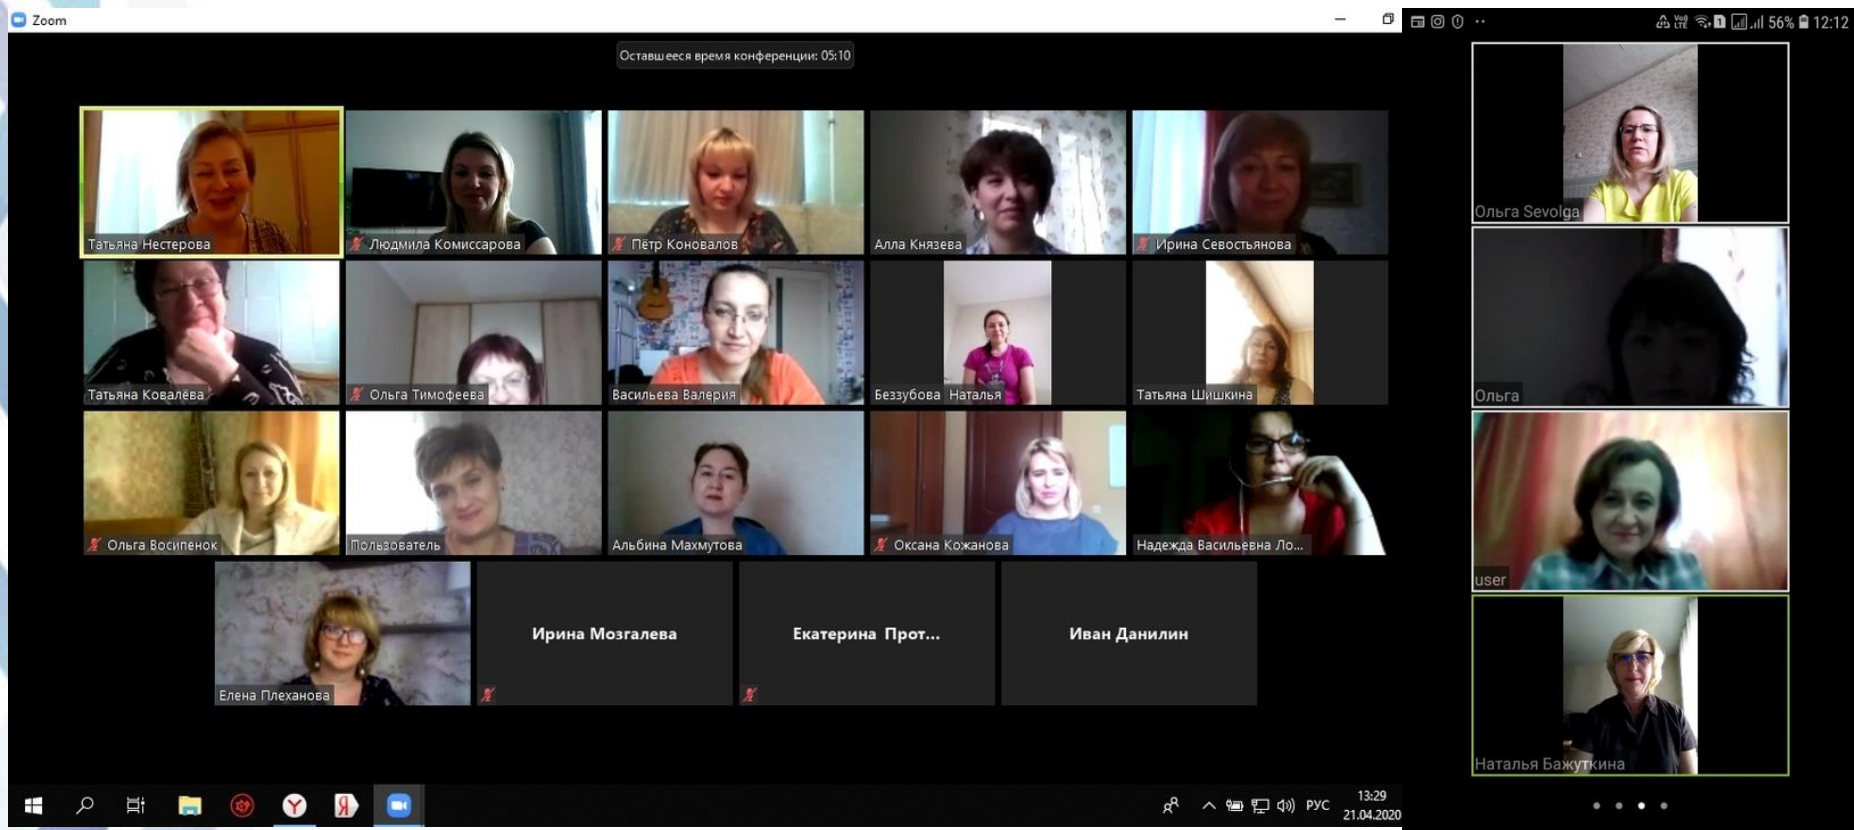 Zoom
Оставшееся время конференции: 05:10
Татьяна Нестерова
Людмила Комиссарова
Пётр Коновалов
Алла Князева
Ирина Севостьянова
Татьяна Ковалёва
Ольга Тимофеева
Васильева Валерия
Беззубова Наталья
Татьяна Шишкина
Ольга Восипенок
Пользователь
Альбина Махмутова
Оксана Кожанова
Надежда Васильевна Ло...
Елена Плеханова
Ирина Мозгалева
Екатерина Прот...
Иван Данилин
РУС
13:29
21.04.2020
Vo) LTE 1 56% 12:12
Ольга Sevolga
Ольга
user
Наталья Бажуткина